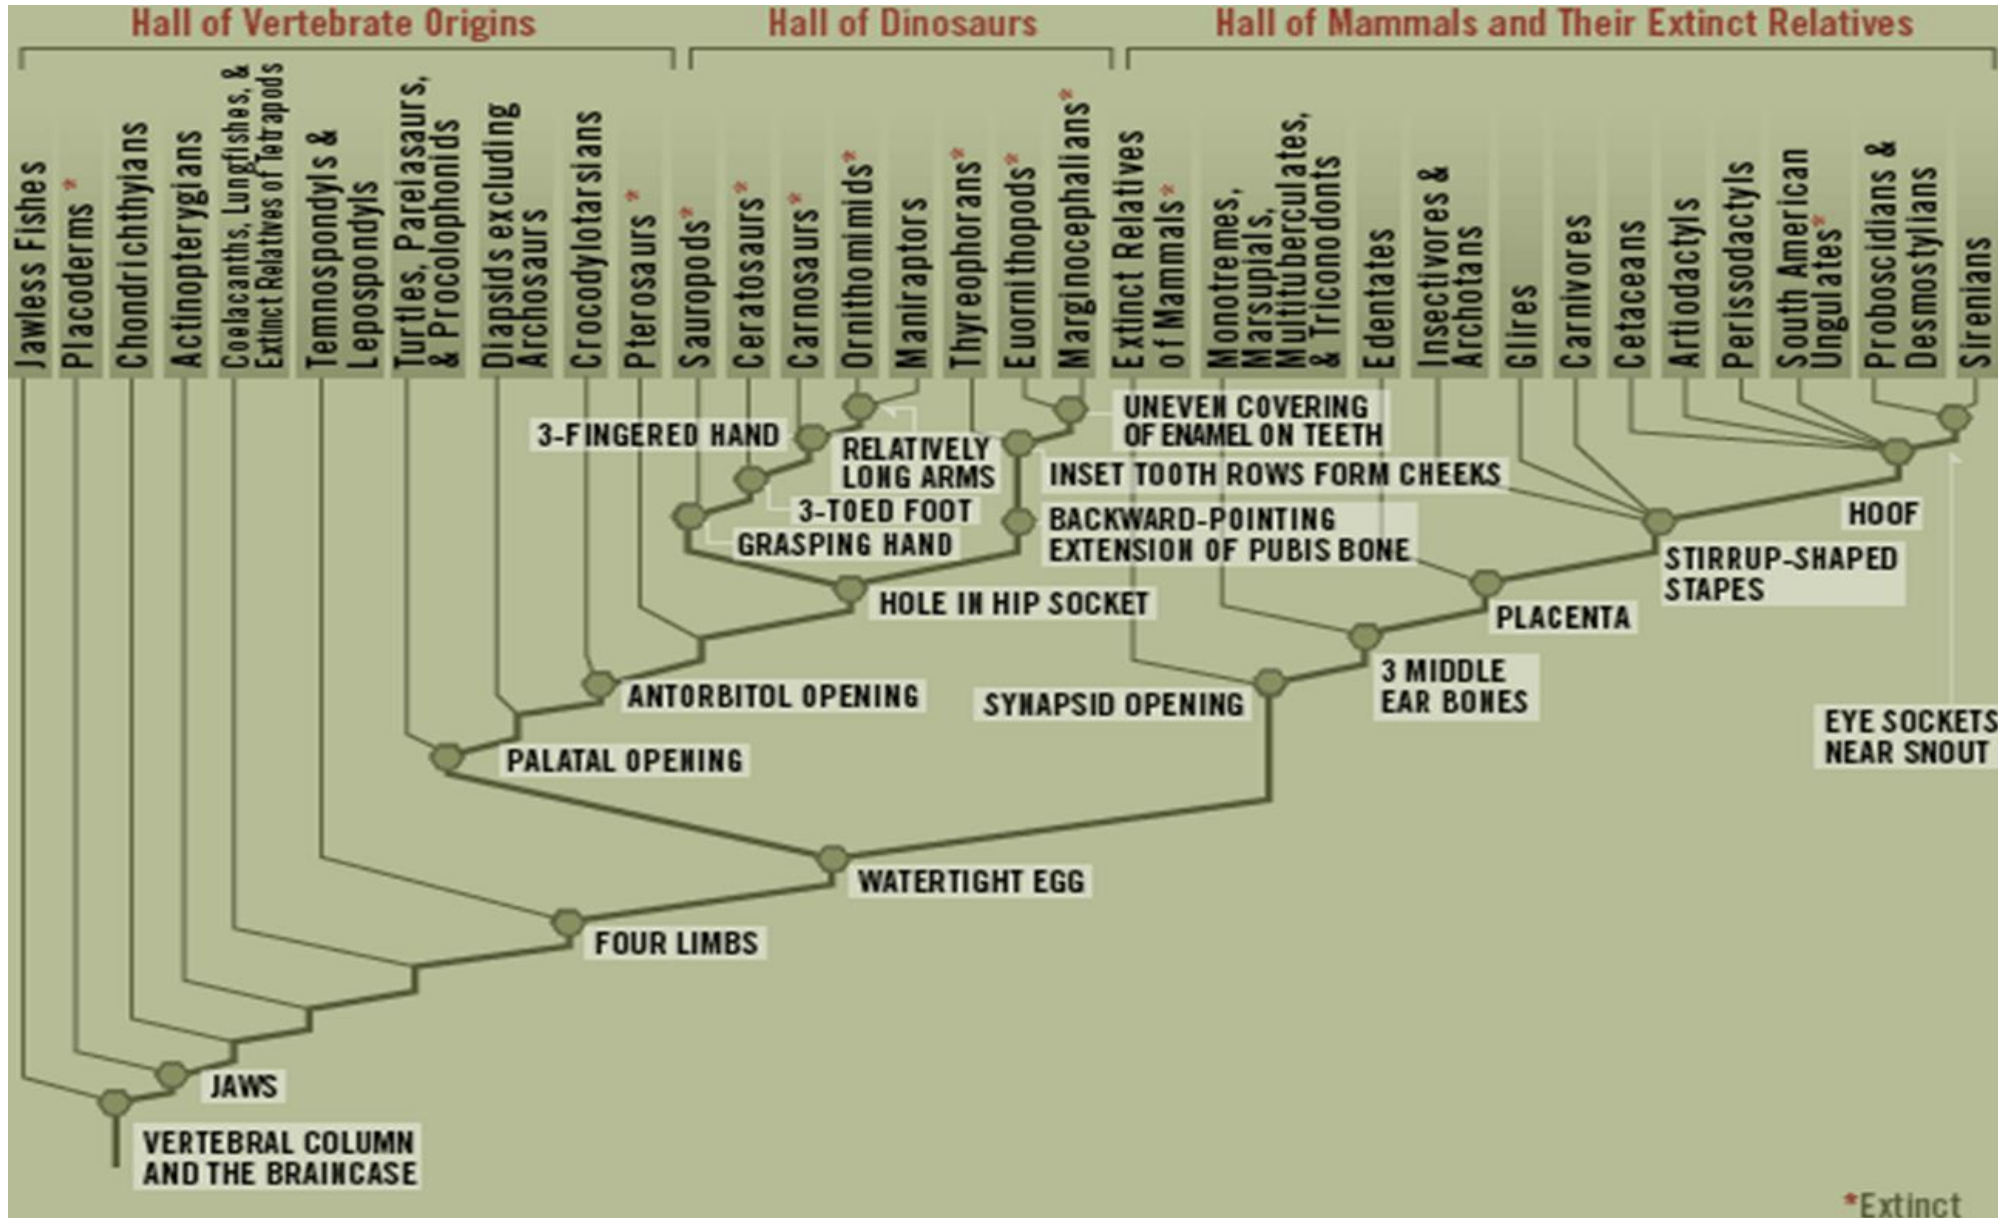 Hall of Vertebrate Origins
Hall of Dinosaurs
Hall of Mammals and Their Extinct Relatives
Jawless Fishes
Placoderms*
Chondrichthyans
Actinopterygians
Coelacanths, Lungfishes, &
Extinct Relatives of Tetrapods
Temnospondyls &
Lepospondyls
Turtles, Pareiasaurs,
& Procolophonids
Diapsids excluding
Archosaurs
Crocodylotarsians
Pterosaurs*
Sauropods*
Ceratosaurs*
Carnosaurs*
Ornithomimids*
Maniraptors
Thyreophorans*
Euornithopods*
Marginocephalians*
Extinct Relatives
of Mammals*
Monotremes,
Marsupials,
Multituberculates,
& Triconodonts
Edentates
Insectivores &
Archotans
Glires
Carnivores
Cetaceans
Artiodactyls
Perissodactyls
South American
Ungulates*
Proboscidians &
Desmostylians
Sirenians
UNEVEN COVERING
OF ENAMEL ON TEETH
3-FINGERED HAND
RELATIVELY
LONG ARMS
INSET TOOTH ROWS FORM CHEEKS
3-TOED FOOT
GRASPING HAND
BACKWARD-POINTING
EXTENSION OF PUBIS BONE
HOOF
STIRRUP-SHAPED
STAPES
HOLE IN HIP SOCKET
PLACENTA
ANTORBITOL OPENING
SYNAPSID OPENING
3 MIDDLE
EAR BONES
EYE SOCKETS
NEAR SNOUT
PALATAL OPENING
WATERTIGHT EGG
FOUR LIMBS
JAWS
VERTEBRAL COLUMN
AND THE BRAINCASE
*Extinct